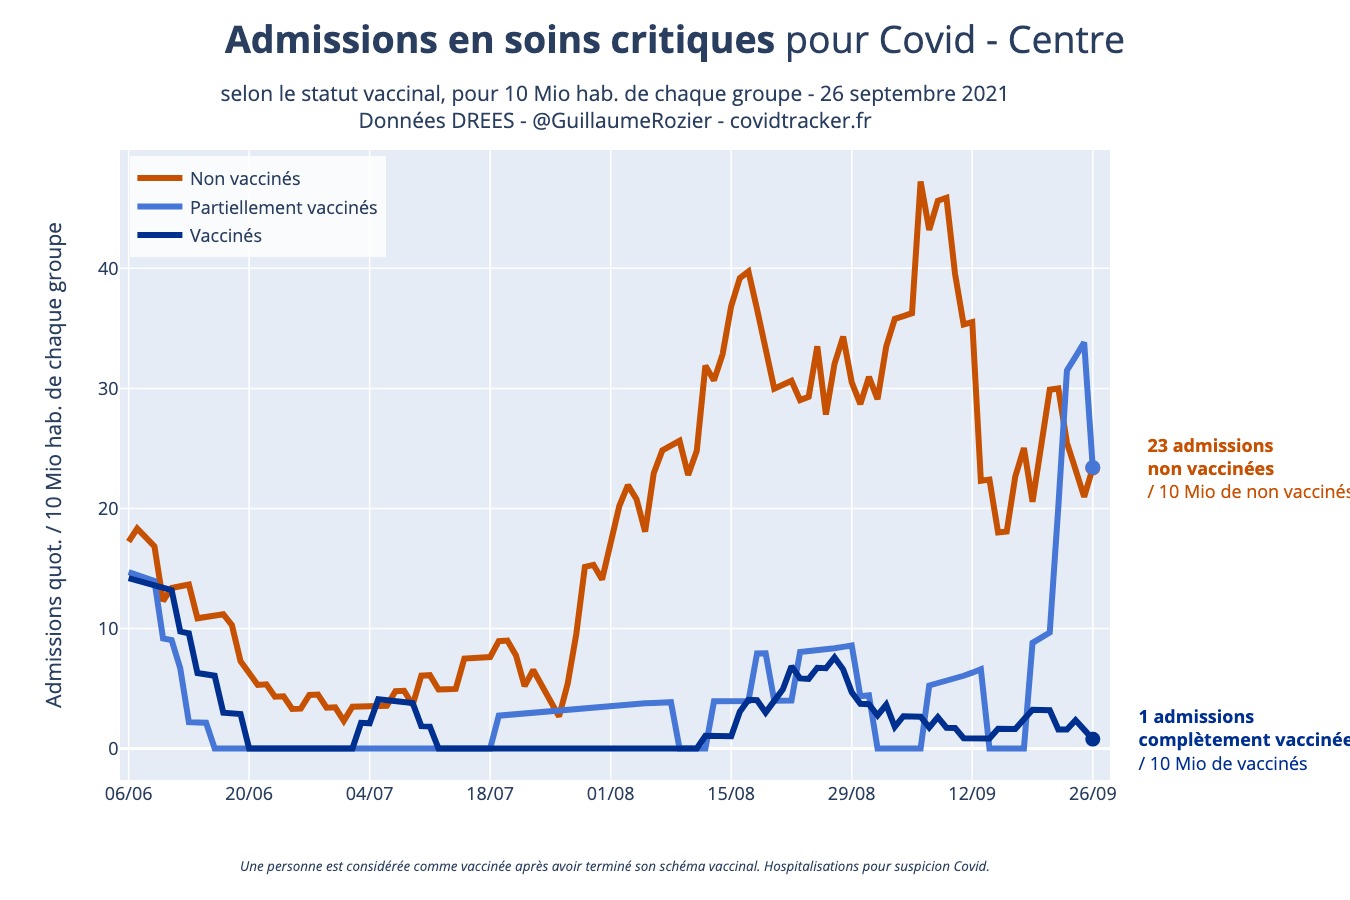 Admissions en soins critiques pour Covid - Centre
selon le statut vaccinal, pour 10 Mio hab. de chaque groupe - 26 septembre 2021
Données DREES - @GuillaumeRozier - covidtracker.fr
Non vaccinés
Partiellement vaccinés
Vaccinés
Admissions quot. / 10 Mio hab. de chaque groupe
40
30
20
10
0
06/06
20/06
04/07
18/07
01/08
15/08
29/08
12/09
26/09
23 admissions
non vaccinées
/ 10 Mio de non vaccinés
1 admissions
complètement vaccinée
/ 10 Mio de vaccinés
Une personne est considérée comme vaccinée après avoir terminé son schéma vaccinal. Hospitalisations pour suspicion Covid.